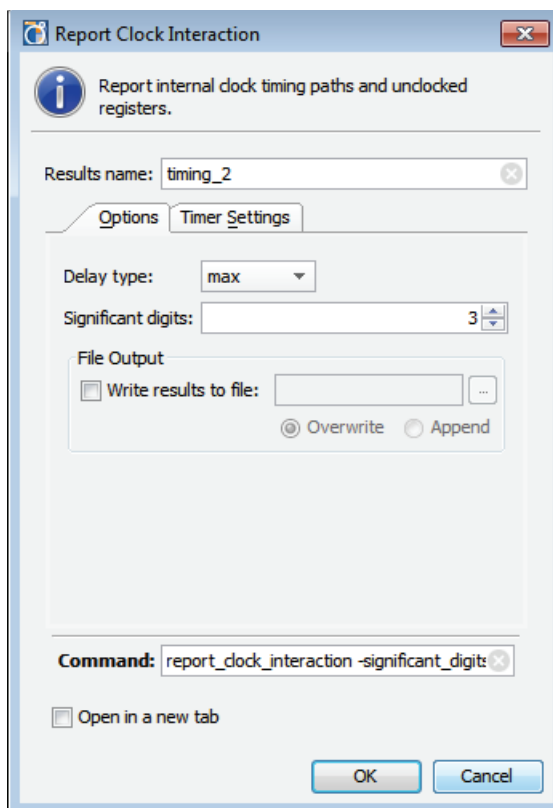 Report Clock Interaction
Report internal clock timing paths and unclocked
registers.
Results name: timing_2
Options Timer Settings
Delay type: max
Significant digits: 3
File Output
Write results to file: ...
Overwrite Append
Command: report_clock_interaction -significant_digits
Open in a new tab
OK Cancel